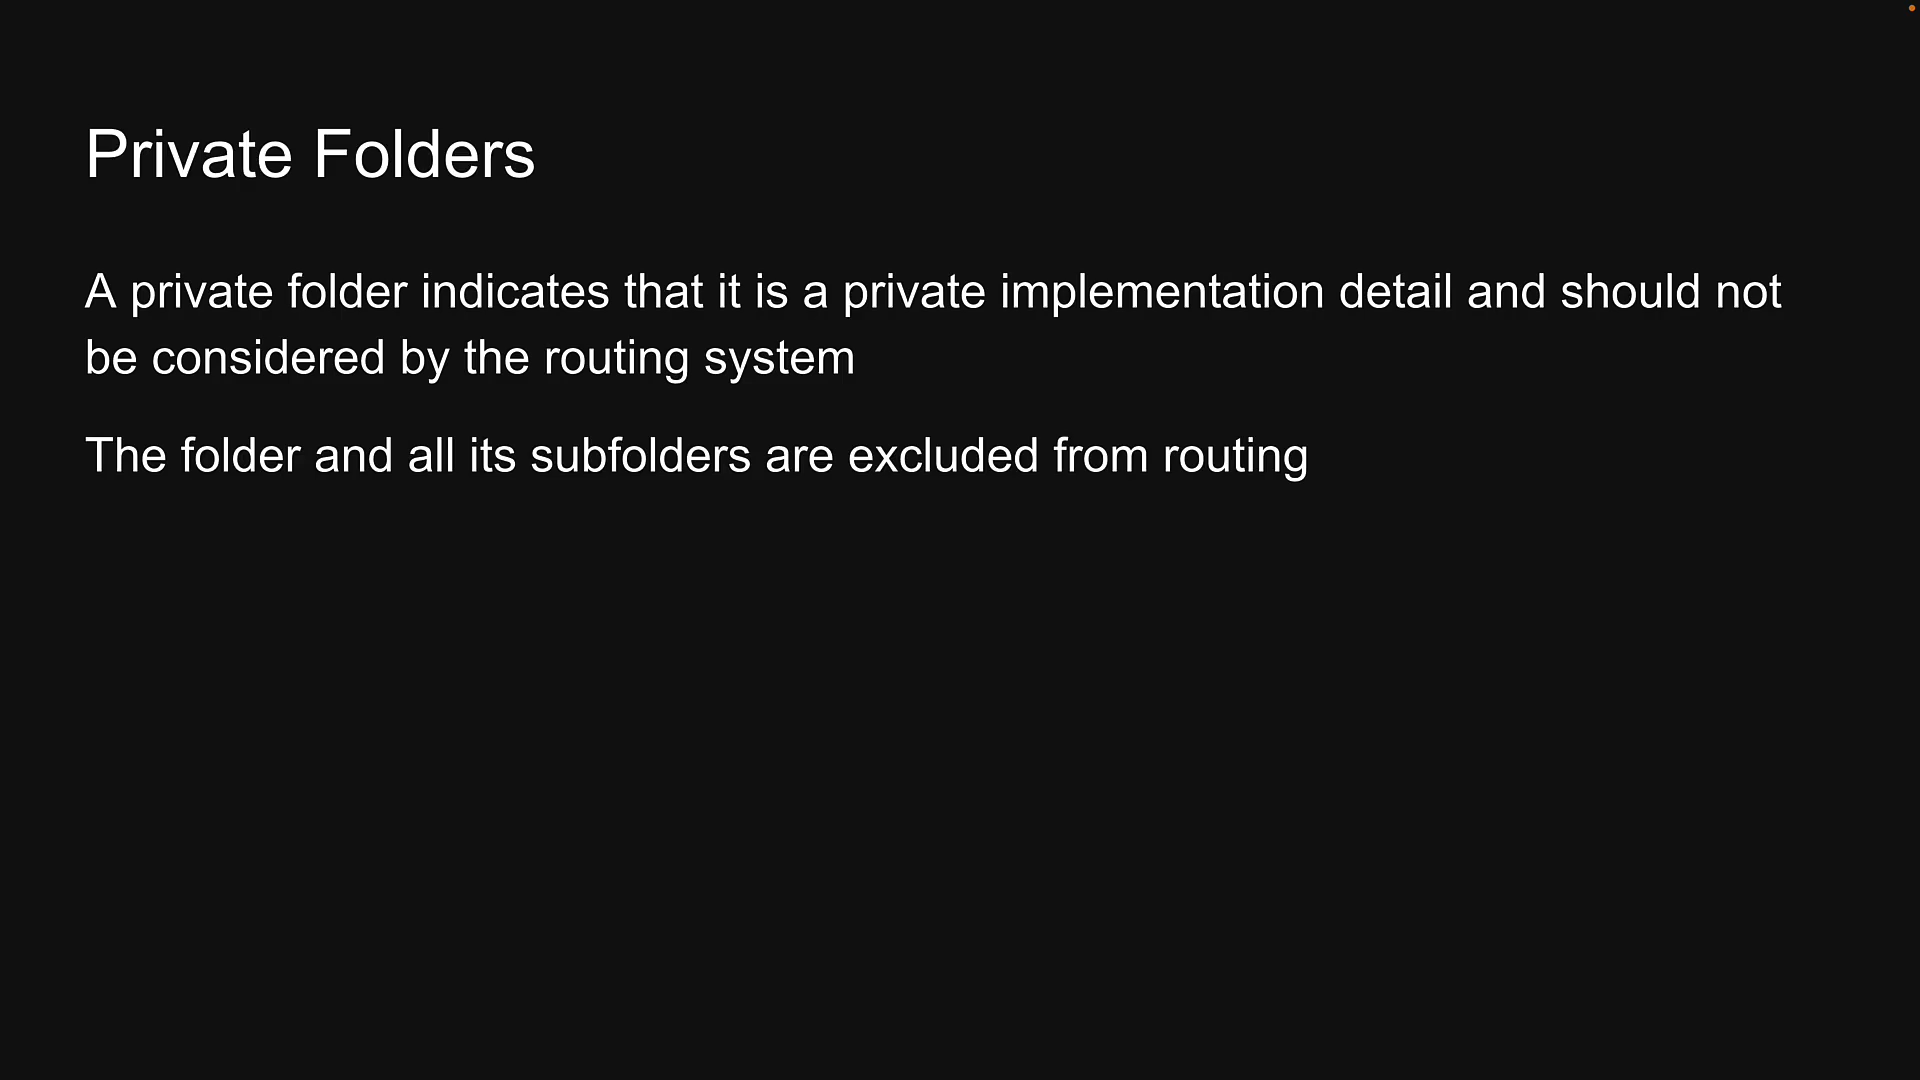 Private Folders
A private folder indicates that it is a private implementation detail and should not
be considered by the routing system
The folder and all its subfolders are excluded from routing